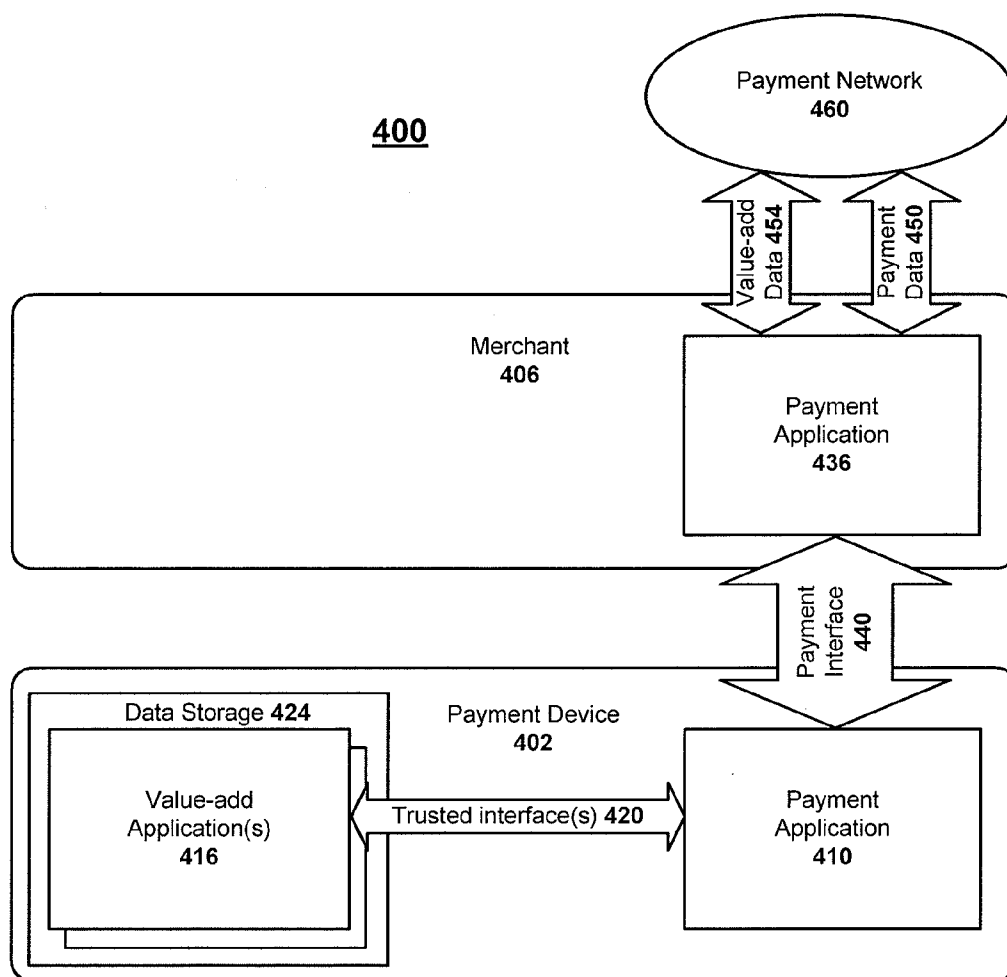 Payment Network
460
400
Value-add
Data 454
Payment
Data 450
Merchant
406
Payment
Application
436
Payment
Interface
440
Data Storage 424
Payment Device
402
Value-add
Application(s)
416
Trusted interface(s) 420
Payment
Application
410